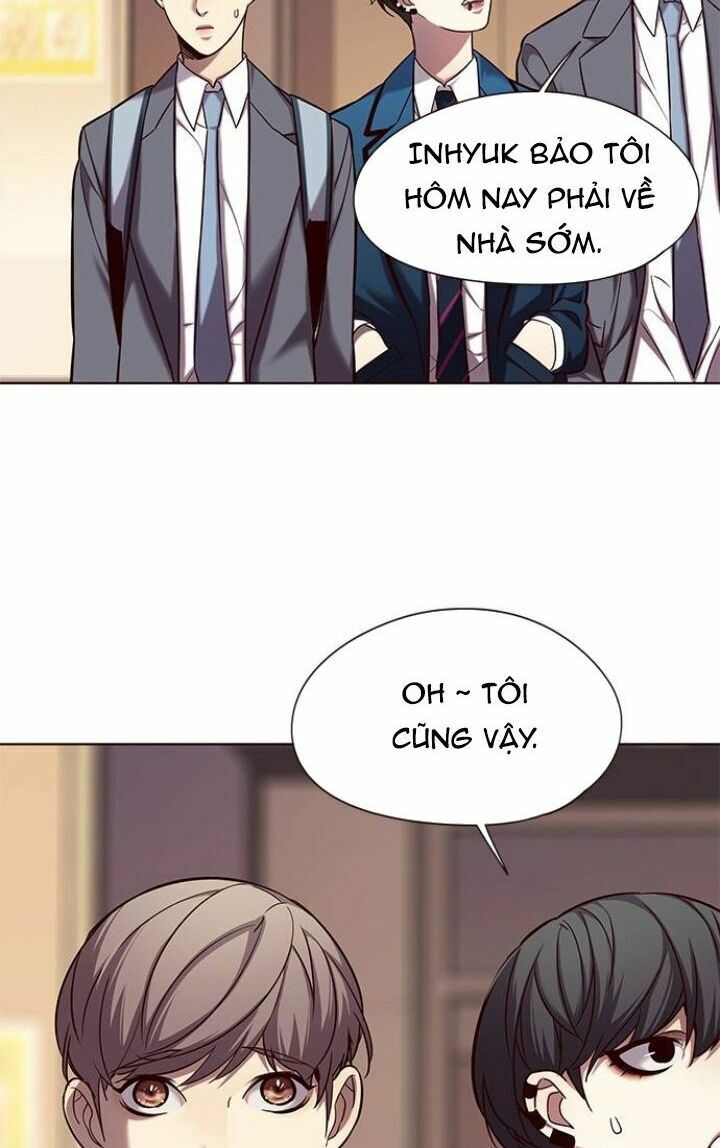 INHYUK BẢO TÔI
HÔM NAY PHẢI VỀ
NHÀ SỚM.
OH ~ TÔI
CŨNG VẬY.